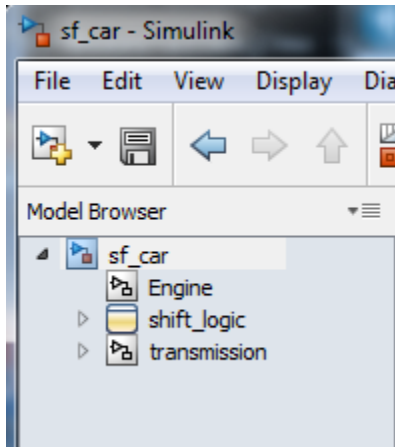 sf_car - Simulink
File Edit View Display Dia
Model Browser
sf_car
Engine
shift_logic
transmission